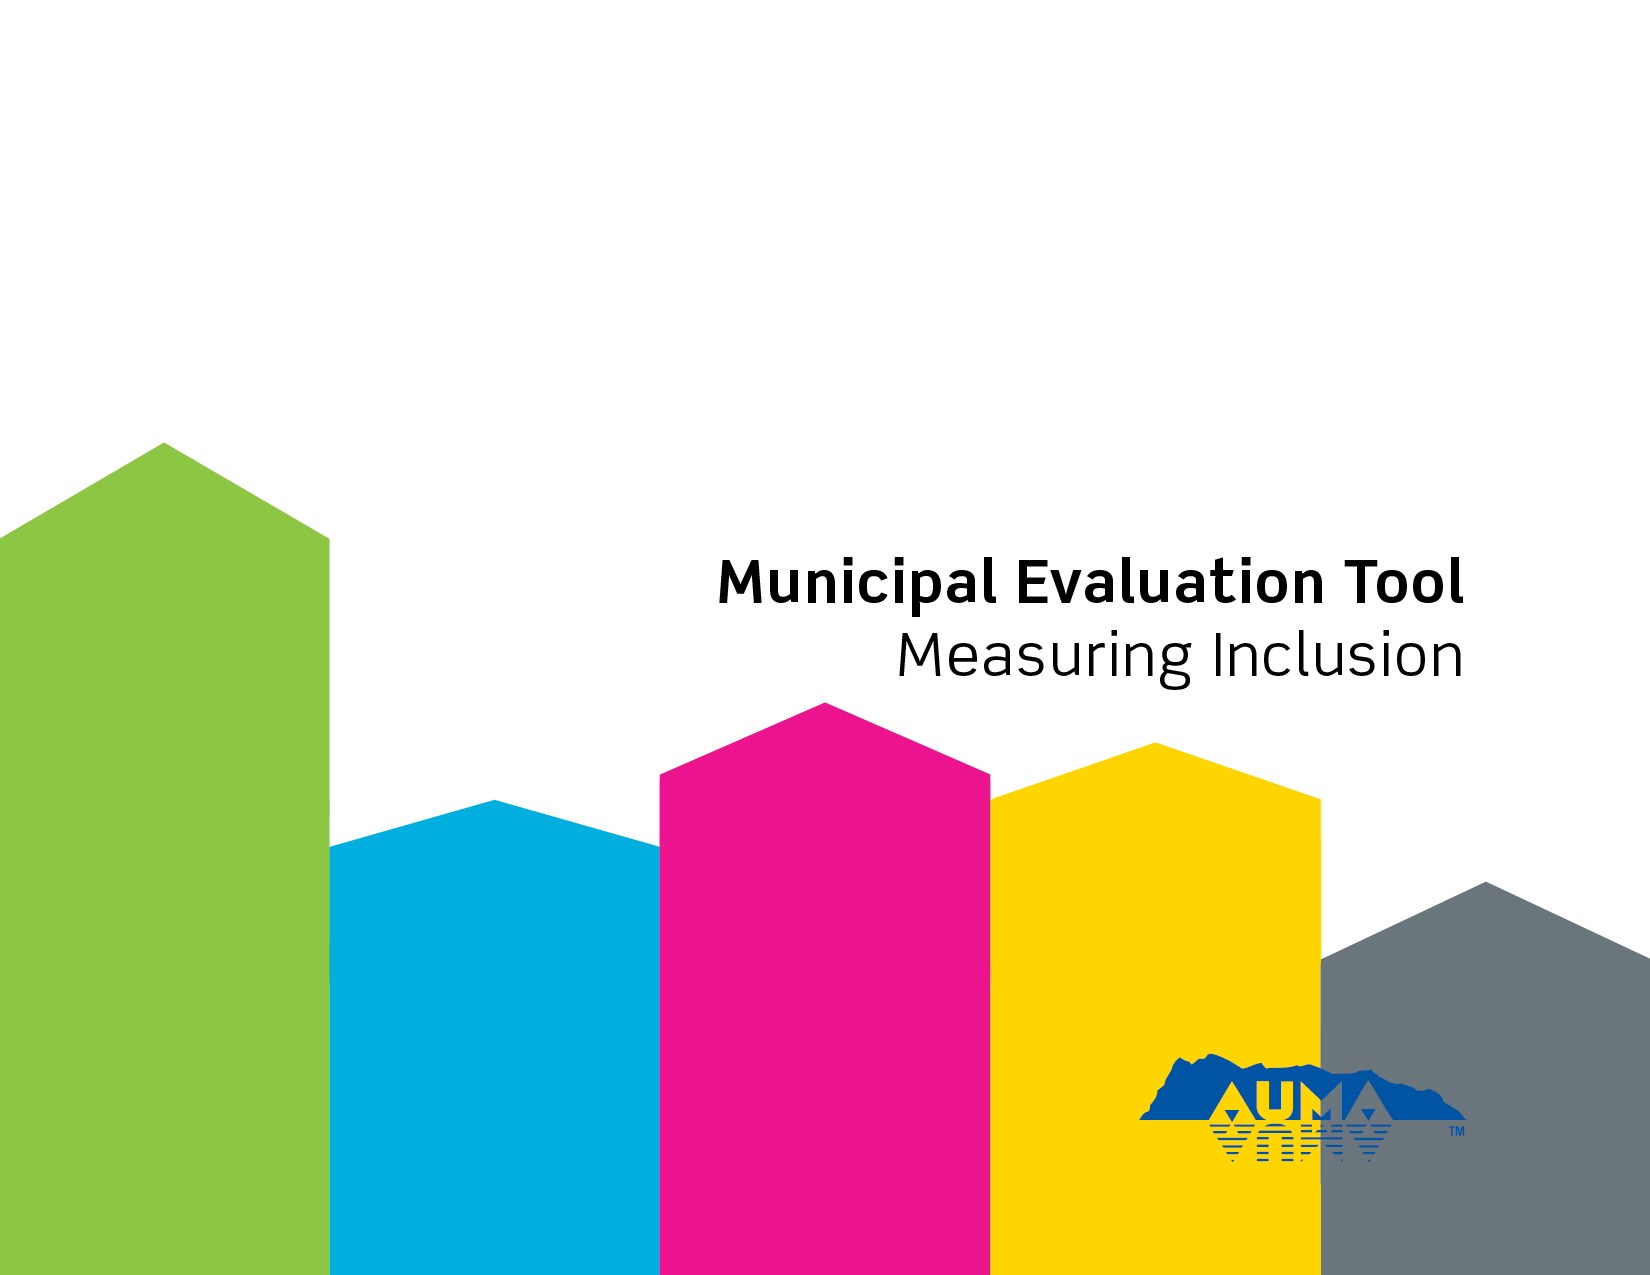 Municipal Evaluation Tool
Measuring Inclusion
AUMA
TM